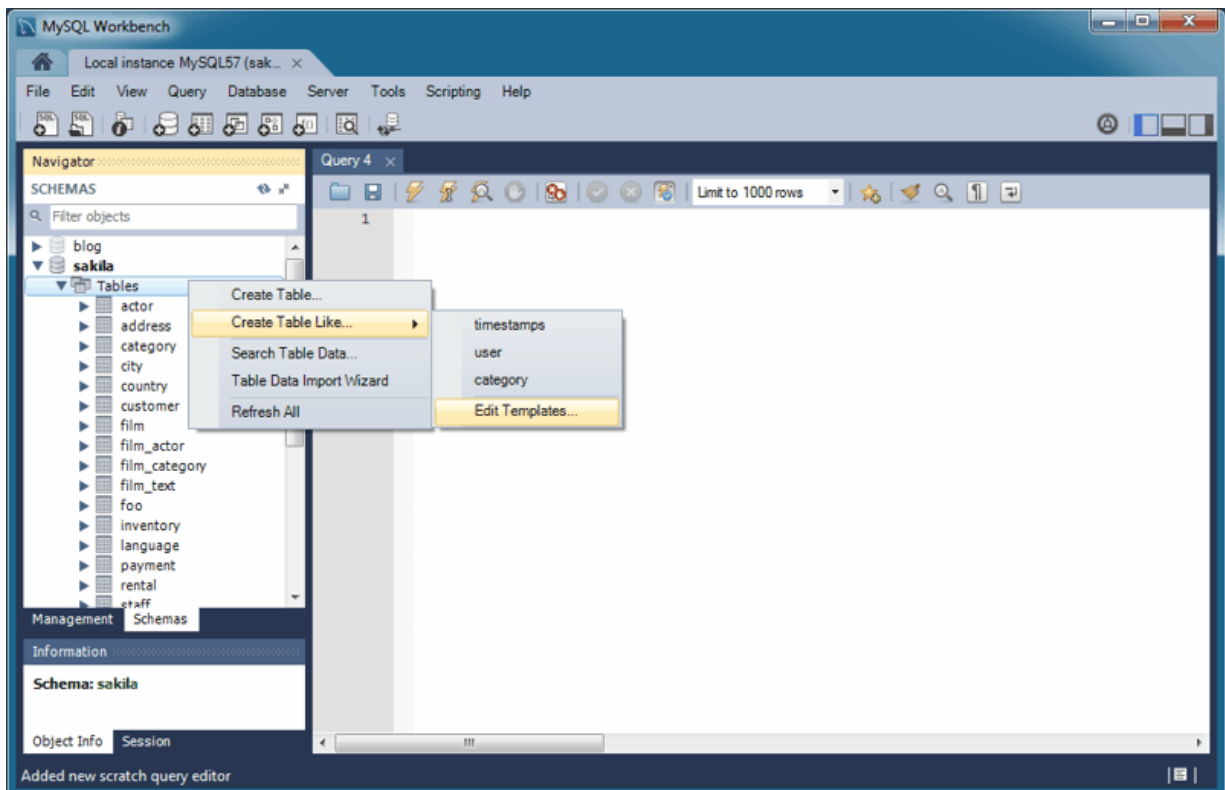 MySQL Workbench
Local instance MySQL57 (sak...
File Edit View Query Database Server Tools Scripting Help
Navigator
Query 4
SCHEMAS
Limit to 1000 rows
Filter objects
1
blog
sakila
Tables
actor
address
category
city
country
customer
film
film_actor
film_category
film_text
foo
inventory
language
payment
rental
staff
Create Table...
Create Table Like...
Search Table Data...
Table Data Import Wizard
Refresh All
timestamps
user
category
Edit Templates...
Management Schemas
Information
Schema: sakila
Object Info Session
Added new scratch query editor